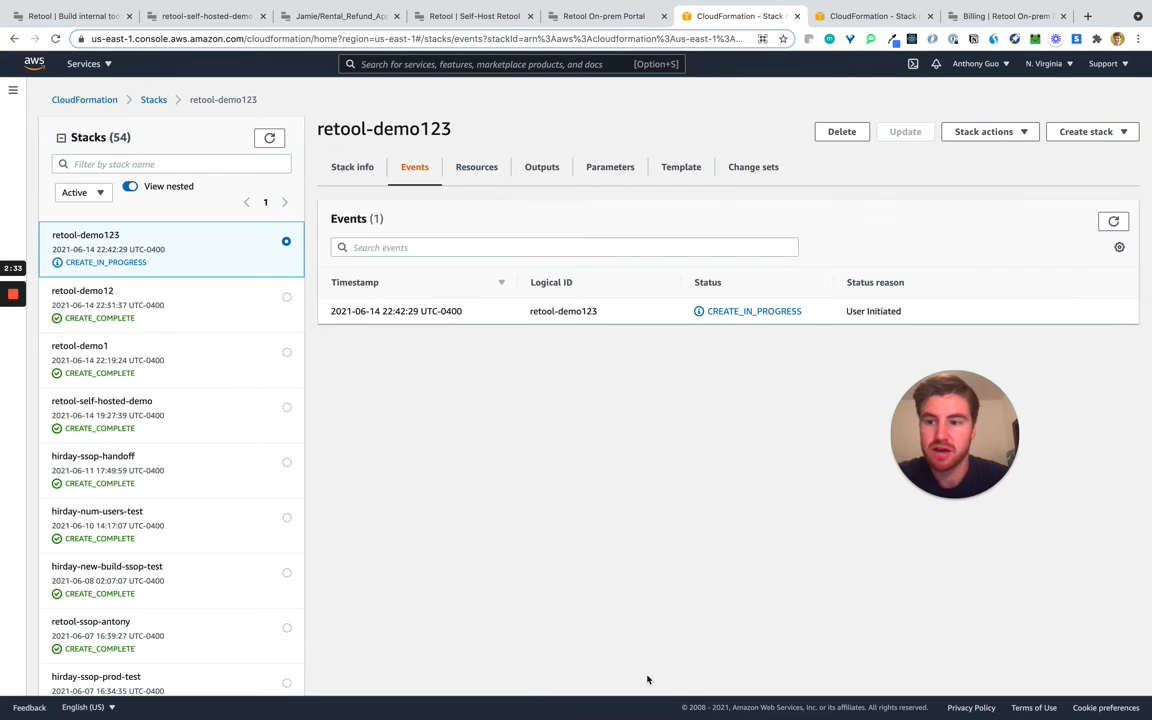 Retool | Build internal tool
retool-self-hosted-demo
Jamie/Rental_Refund_Ap
Retool | Self-Host Retool
Retool On-prem Portal
CloudFormation - Stack
CloudFormation - Stack
Billing | Retool On-prem
us-east-1.console.aws.amazon.com/cloudformation/home?region=us-east-1#/stacks/events?stackId=arn%3Aaws%3Acloudformation%3Aus-east-1%3A...
aws
Services
Search for services, features, marketplace products, and docs
[Option+S]
Anthony Guo
N. Virginia
Support
CloudFormation
Stacks
retool-demo123
Stacks (54)
Filter by stack name
Active
View nested
1
retool-demo123
2021-06-14 22:42:29 UTC-0400
CREATE_IN_PROGRESS
retool-demo12
2021-06-14 22:31:37 UTC-0400
CREATE_COMPLETE
retool-demo1
2021-06-14 22:19:24 UTC-0400
CREATE_COMPLETE
retool-self-hosted-demo
2021-06-14 19:27:39 UTC-0400
CREATE_COMPLETE
hirday-ssop-handoff
2021-06-11 17:49:59 UTC-0400
CREATE_COMPLETE
hirday-num-users-test
2021-06-10 14:17:07 UTC-0400
CREATE_COMPLETE
hirday-new-build-ssop-test
2021-06-08 02:07:07 UTC-0400
CREATE_COMPLETE
retool-ssop-antony
2021-06-07 16:39:27 UTC-0400
CREATE_COMPLETE
hirday-ssop-prod-test
2021-06-07 16:34:35 UTC-0400
2:33
retool-demo123
Delete
Update
Stack actions
Create stack
Stack info
Events
Resources
Outputs
Parameters
Template
Change sets
Events (1)
Search events
Timestamp
Logical ID
Status
Status reason
2021-06-14 22:42:29 UTC-0400
retool-demo123
CREATE_IN_PROGRESS
User Initiated
Feedback
English (US)
© 2008 - 2021, Amazon Web Services, Inc. or its affiliates. All rights reserved.
Privacy Policy
Terms of Use
Cookie preferences